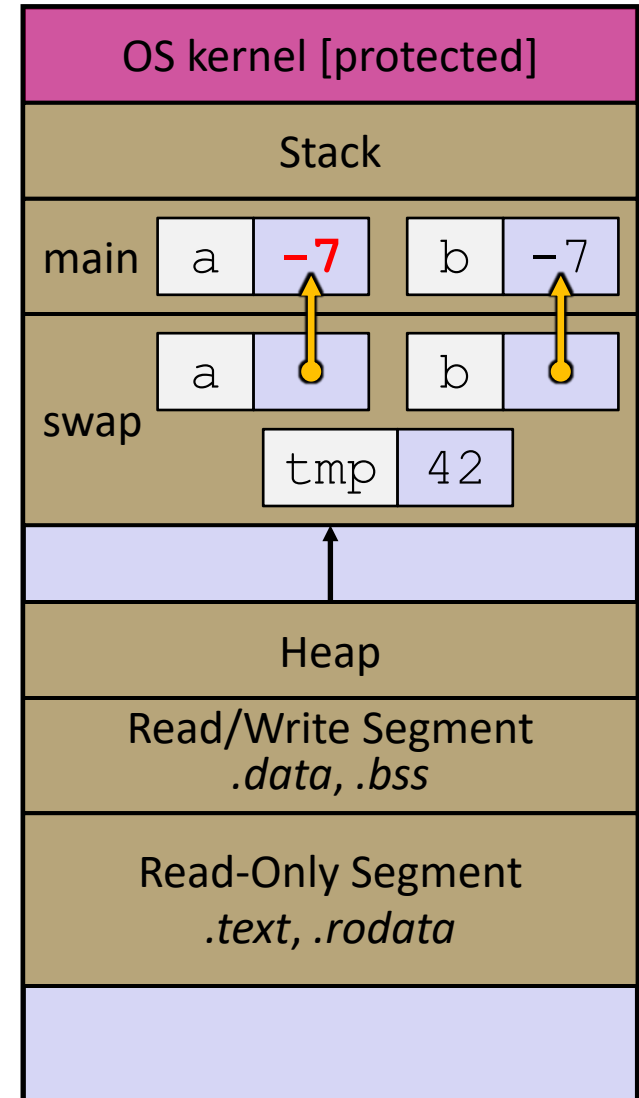 OS kernel [protected]
Stack
main a -7 b -7
a b
swap
tmp 42
Heap
Read/Write Segment
.data, .bss
Read-Only Segment
.text, .rodata